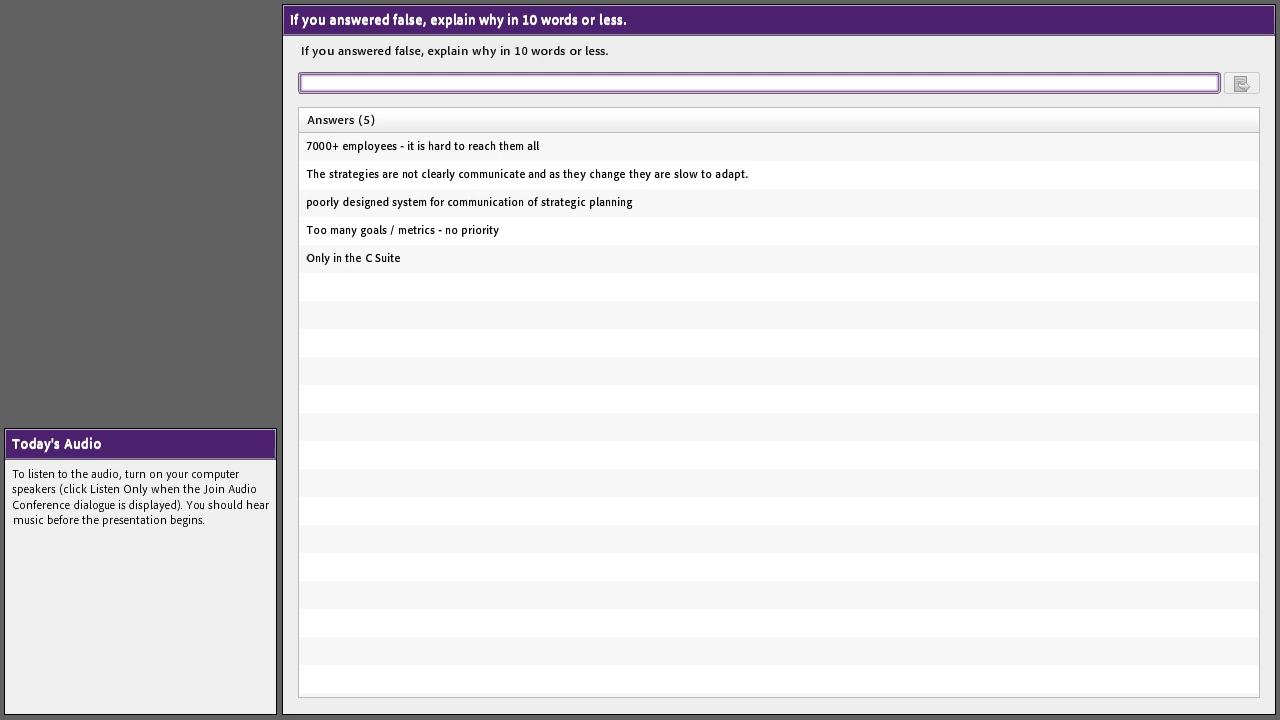 If you answered false, explain why in 10 words or less.
If you answered false, explain why in 10 words or less.
Answers (5)
7000+ employees - it is hard to reach them all
The strategies are not clearly communicate and as they change they are slow to adapt.
poorly designed system for communication of strategic planning
Too many goals / metrics - no priority
Only in the C Suite
Today's Audio
To listen to the audio, turn on your computer
speakers (click Listen Only when the Join Audio
Conference dialogue is displayed). You should hear
music before the presentation begins.